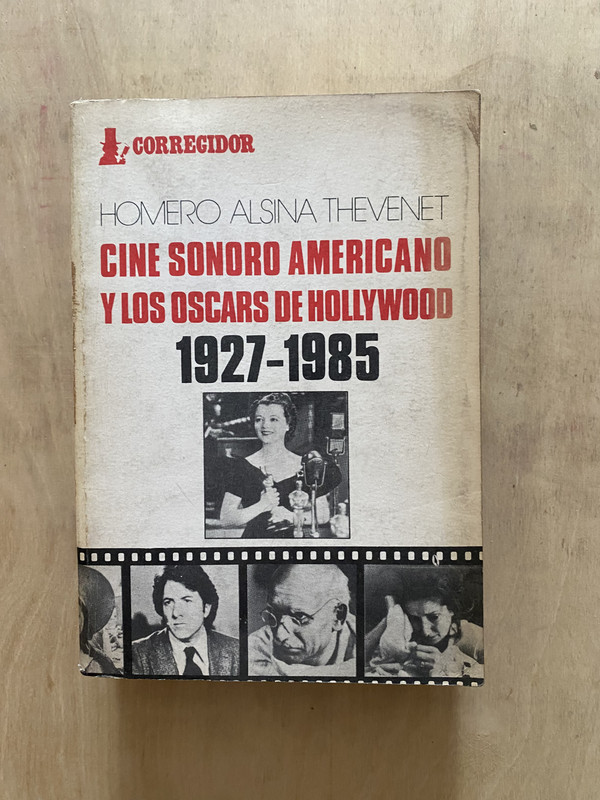 CORREGIDOR
HOMERO ALSINA THEVENET
CINE SONORO AMERICANO
Y LOS OSCARS DE HOLLYWOOD
1927-1985